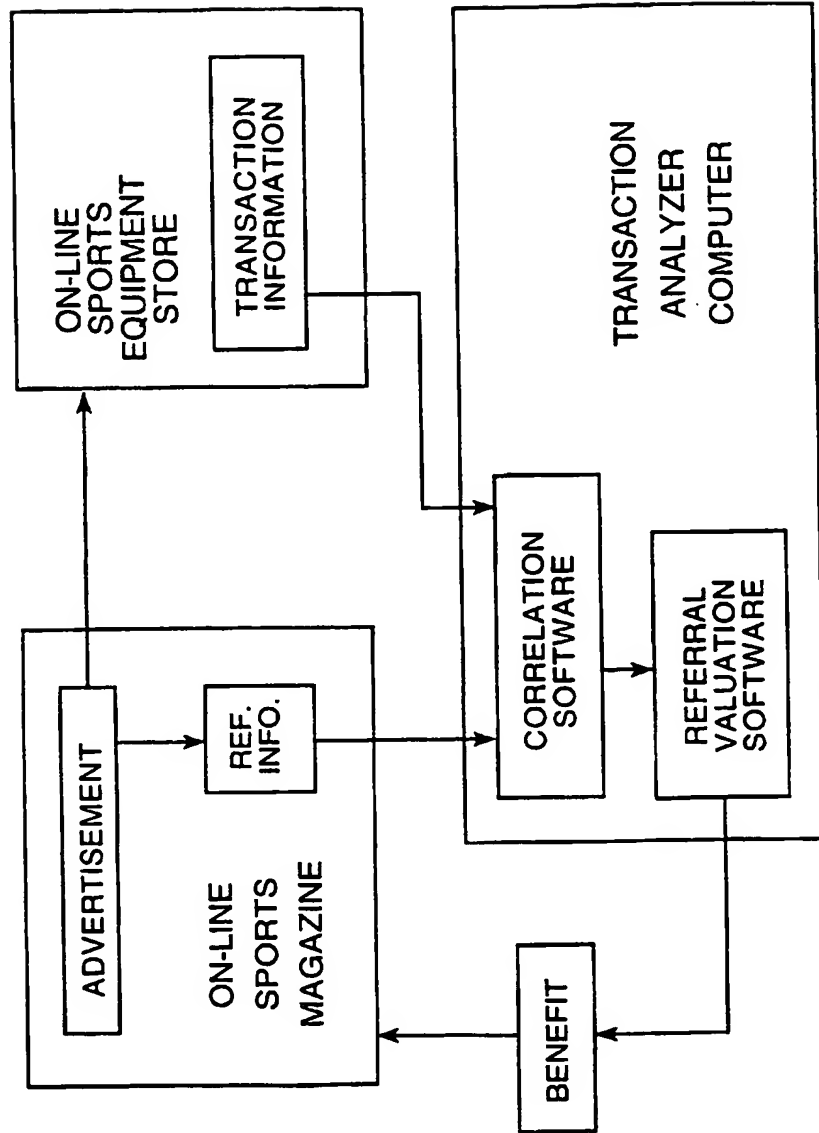 ADVERTISEMENT
REF.
INFO.
ON-LINE
SPORTS
MAGAZINE
ON-LINE
SPORTS
EQUIPMENT
STORE
TRANSACTION
INFORMATION
CORRELATION
SOFTWARE
REFERRAL
VALUATION
SOFTWARE
TRANSACTION
ANALYZER
COMPUTER
BENEFIT